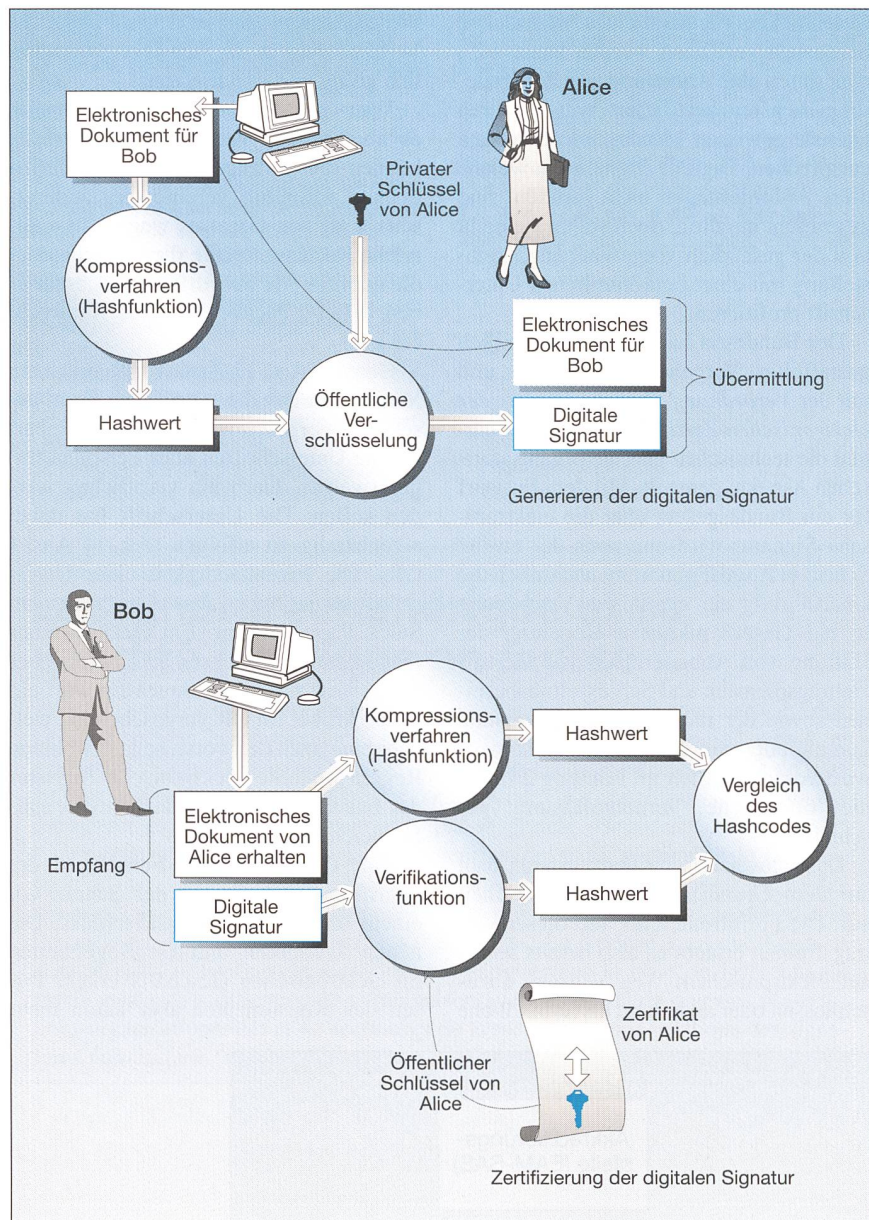 Elektronisches
Dokument für
Bob
Alice
Privater
Schlüssel
von Alice
Kompressions-
verfahren
(Hashfunktion)
Elektronisches
Dokument für
Bob
Übermittlung
Hashwert
Öffentliche
Ver-
schlüsselung
Digitale
Signatur
Generieren der digitalen Signatur
Bob
Kompressions-
verfahren
(Hashfunktion)
Hashwert
Vergleich
des
Hashcodes
Elektronisches
Dokument von
Alice erhalten
Empfang
Digitale
Signatur
Verifikations-
funktion
Hashwert
Zertifikat
von Alice
Öffentlicher
Schlüssel von
Alice
Zertifizierung der digitalen Signatur